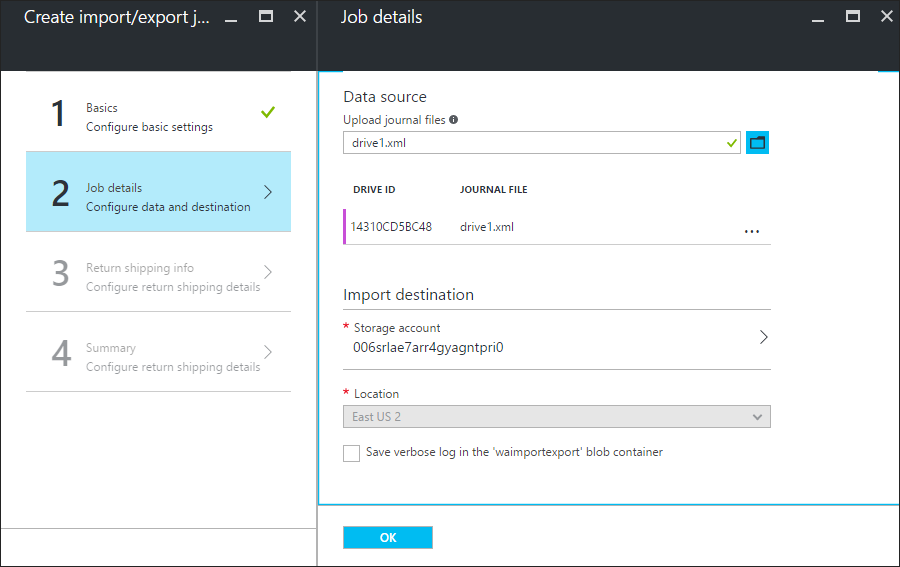 Create import/export j...
Job details
1
Basics
Configure basic settings
2
Job details
Configure data and destination
3
Return shipping info
Configure return shipping details
4
Summary
Configure return shipping details
Data source
Upload journal files
drive1.xml
DRIVE ID JOURNAL FILE
14310CD5BC48 drive1.xml ...
Import destination
* Storage account
006srlae7arr4gyagntpri0
* Location
East US 2
Save verbose log in the 'waimportexport' blob container
OK